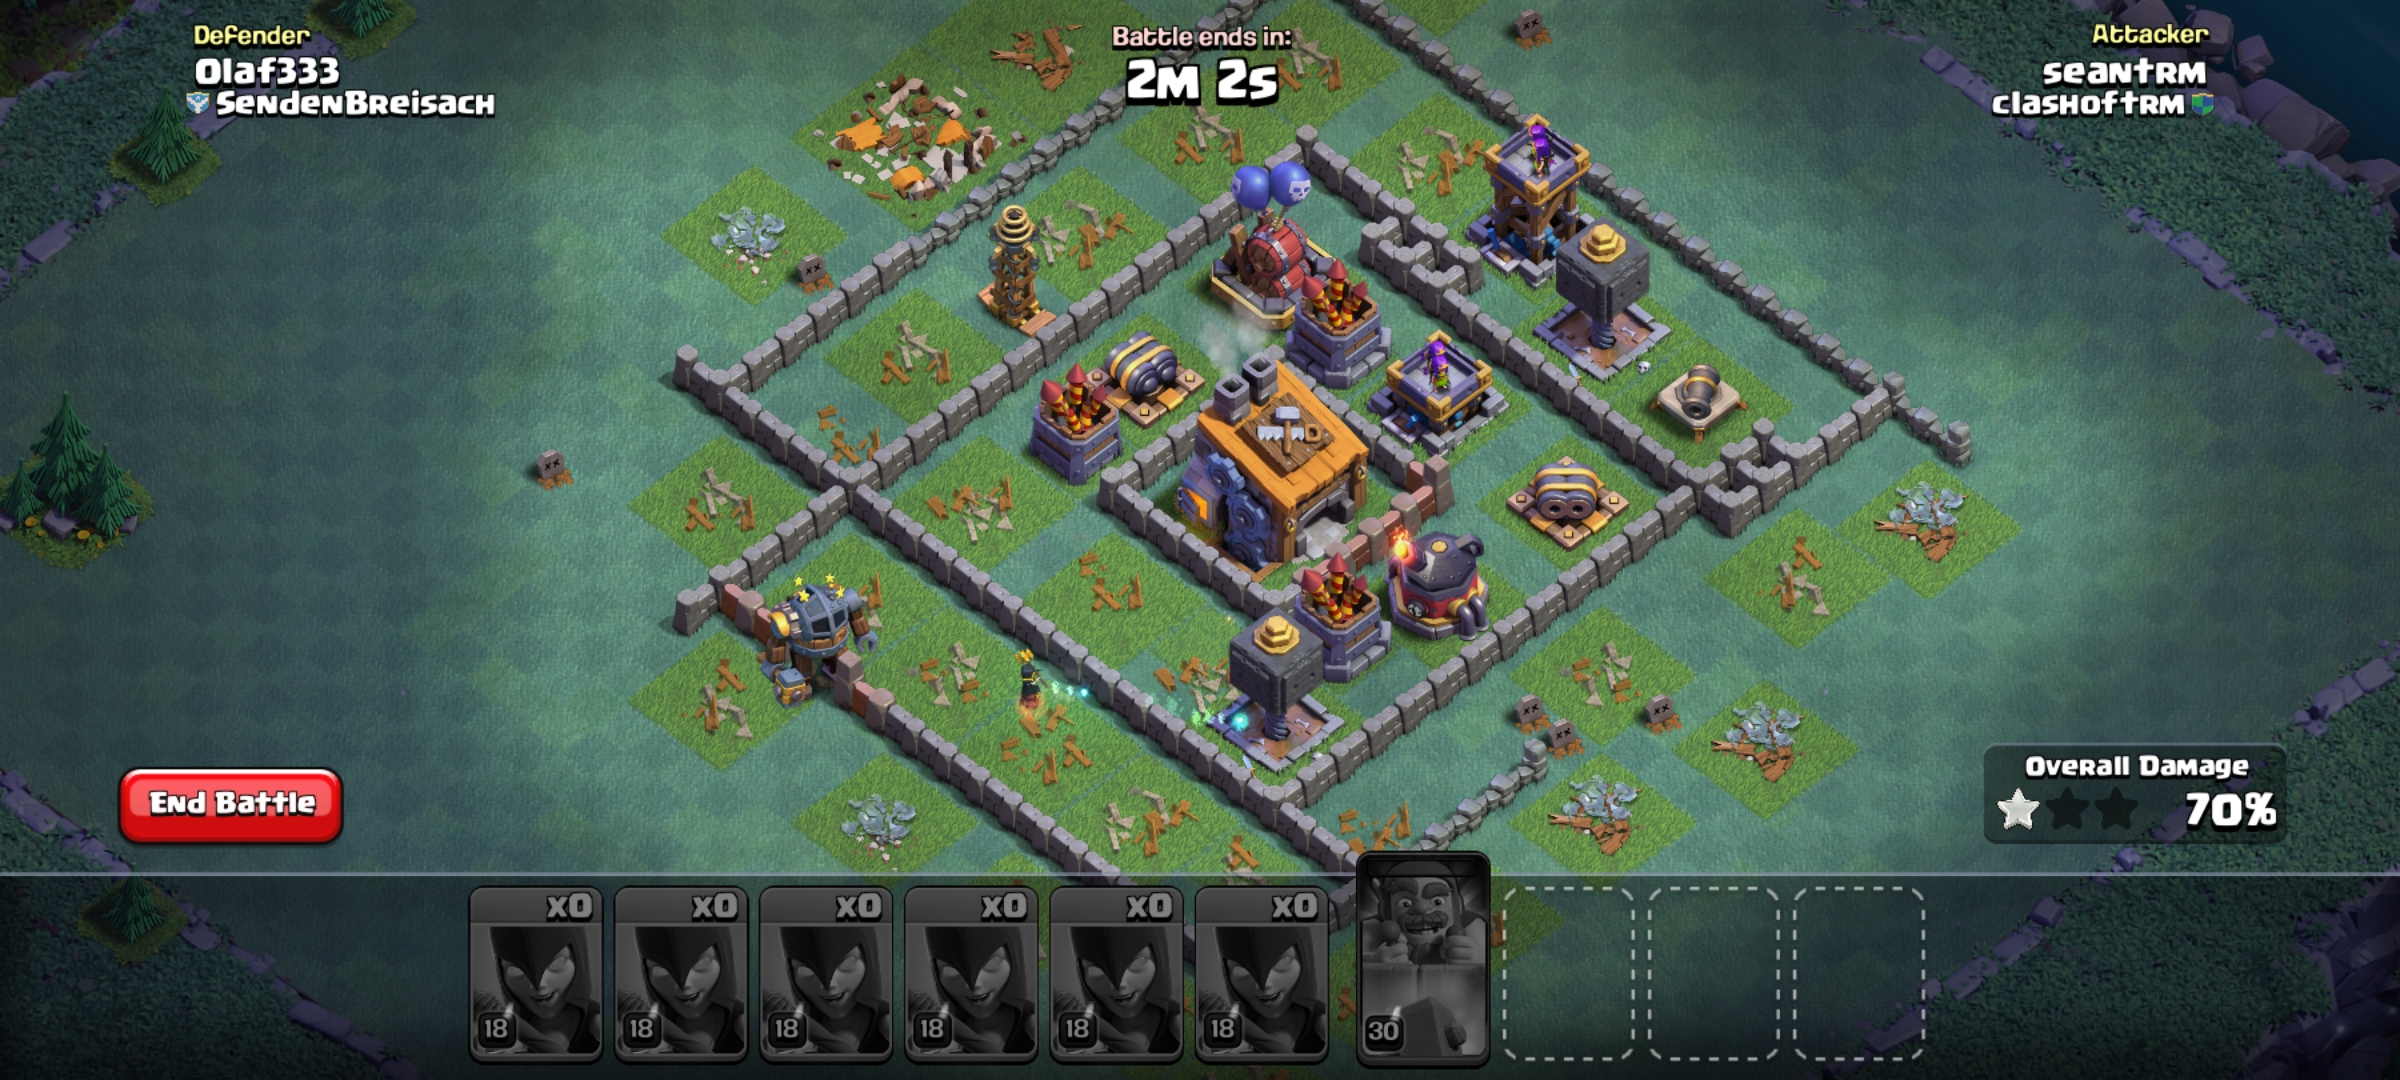 Defender
Olaf333
SendenBreisach
Battle ends in:
2M 2s
Attacker
seantRM
clashoftRM
End Battle
Overall Damage
70%
x0
x0
x0
x0
x0
x0
18
18
18
18
18
18
30